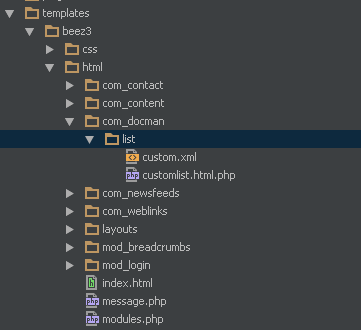 templates
beez3
css
html
com_contact
com_content
com_docman
list
custom.xml
customlist.html.php
com_newsfeeds
com_weblinks
layouts
mod_breadcrumbs
mod_login
index.html
message.php
modules.php